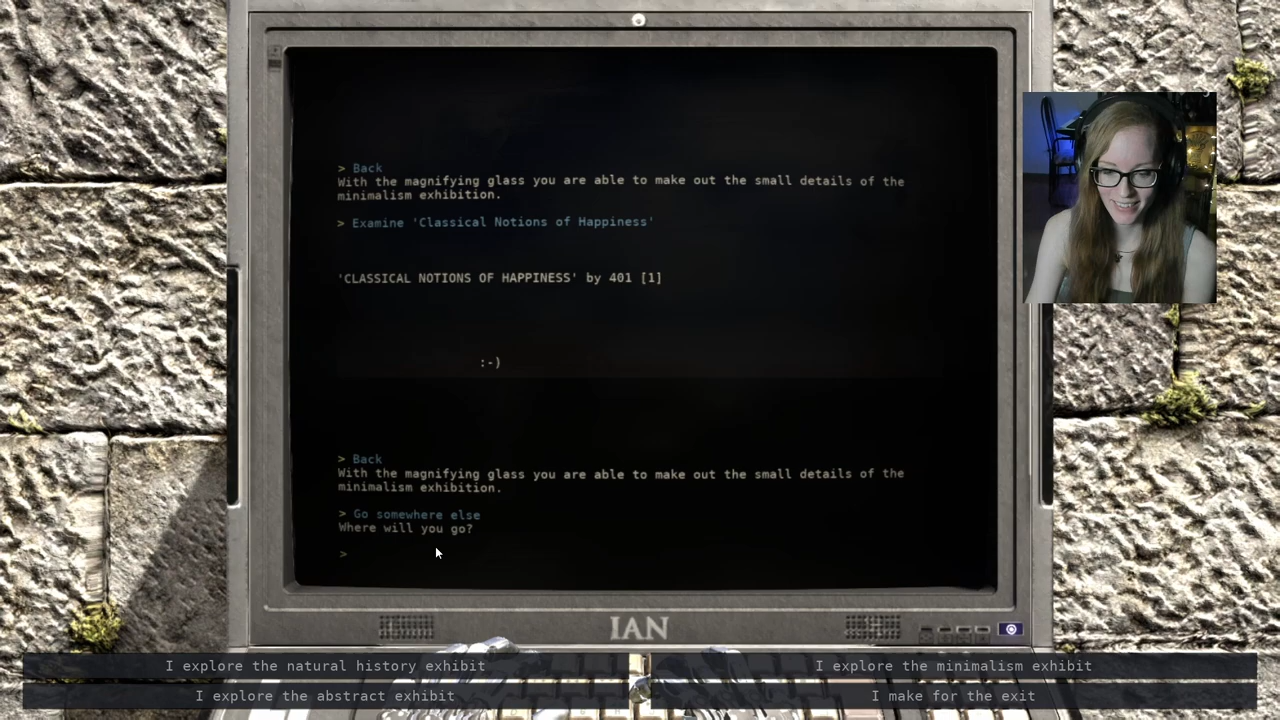 > Back
With the magnifying glass you are able to make out the small details of the
minimalism exhibition.
> Examine 'Classical Notions of Happiness'
'CLASSICAL NOTIONS OF HAPPINESS' by 401 [1]
:-)
> Back
With the magnifying glass you are able to make out the small details of the
minimalism exhibition.
> Go somewhere else
Where will you go?
>
IAN
I explore the natural history exhibit
I explore the minimalism exhibit
I explore the abstract exhibit
I make for the exit